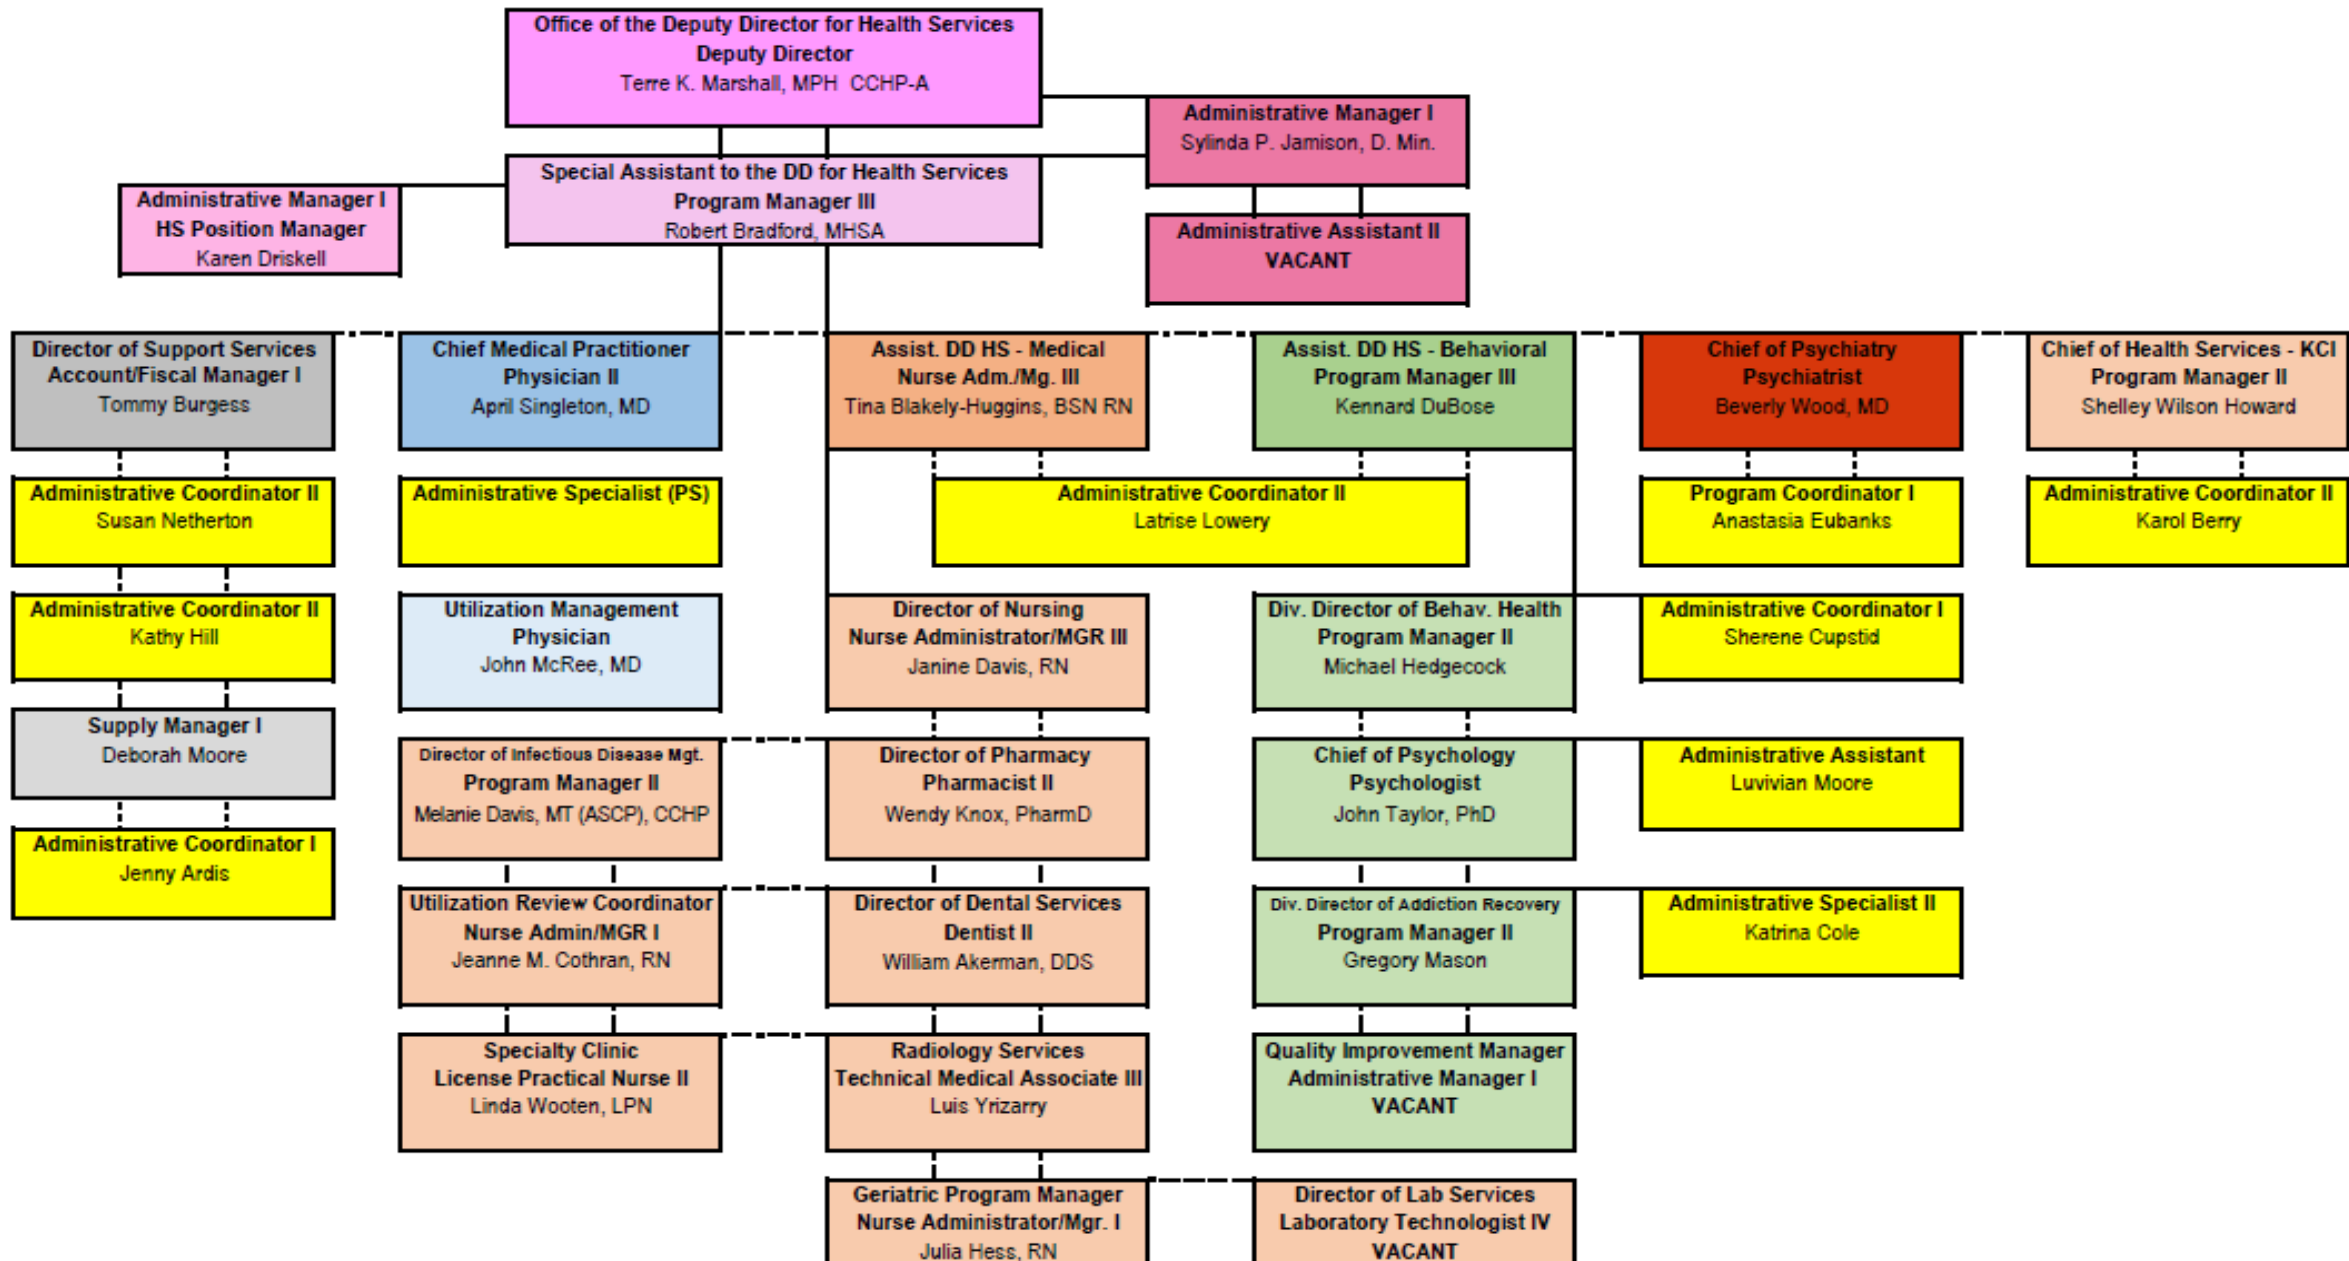 Office of the Deputy Director for Health Services
Deputy Director
Terre K. Marshall, MPH  CCHP-A
Administrative Manager I
Sylinda P. Jamison, D. Min.
Special Assistant to the DD for Health Services
Program Manager III
Robert Bradford, MHSA
Administrative Manager I
HS Position Manager
Karen Driskell
Administrative Assistant II
VACANT
Director of Support Services
Account/Fiscal Manager I
Tommy Burgess
Chief Medical Practitioner
Physician II
April Singleton, MD
Assist. DD HS - Medical
Nurse Adm./Mg. III
Tina Blakely-Huggins, BSN RN
Assist. DD HS - Behavioral
Program Manager III
Kennard DuBose
Chief of Psychiatry
Psychiatrist
Beverly Wood, MD
Chief of Health Services - KCI
Program Manager II
Shelley Wilson Howard
Administrative Coordinator II
Susan Netherton
Administrative Specialist (PS)
Administrative Coordinator II
Latrise Lowery
Program Coordinator I
Anastasia Eubanks
Administrative Coordinator II
Karol Berry
Administrative Coordinator II
Kathy Hill
Utilization Management
Physician
John McRee, MD
Director of Nursing
Nurse Administrator/MGR III
Janine Davis, RN
Div. Director of Behav. Health
Program Manager II
Michael Hedgecock
Administrative Coordinator I
Sherene Cupstid
Supply Manager I
Deborah Moore
Director of Infectious Disease Mgt.
Program Manager II
Melanie Davis, MT (ASCP), CCHP
Director of Pharmacy
Pharmacist II
Wendy Knox, PharmD
Chief of Psychology
Psychologist
John Taylor, PhD
Administrative Assistant
Luvivian Moore
Administrative Coordinator I
Jenny Ardis
Utilization Review Coordinator
Nurse Admin/MGR I
Jeanne M. Cothran, RN
Director of Dental Services
Dentist II
William Akerman, DDS
Div. Director of Addiction Recovery
Program Manager II
Gregory Mason
Administrative Specialist II
Katrina Cole
Specialty Clinic
License Practical Nurse II
Linda Wooten, LPN
Radiology Services
Technical Medical Associate III
Luis Yrizarry
Quality Improvement Manager
Administrative Manager I
VACANT
Geriatric Program Manager
Nurse Administrator/Mgr. I
Julia Hess, RN
Director of Lab Services
Laboratory Technologist IV
VACANT